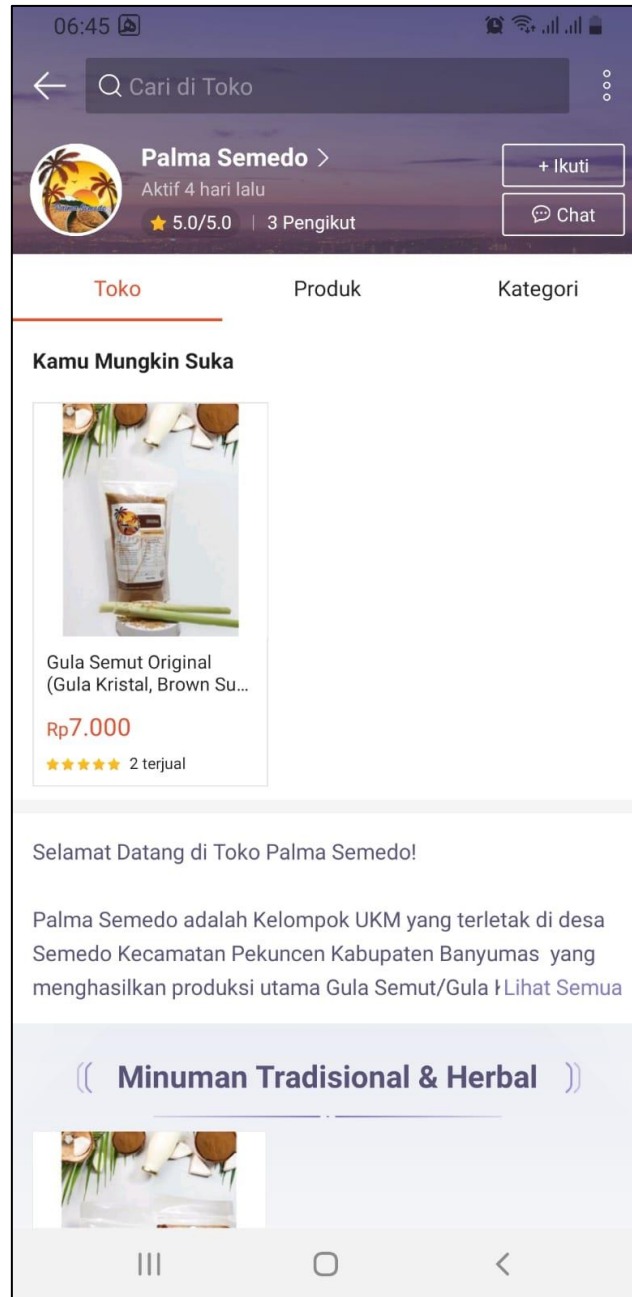 06:45
Cari di Toko
Palma Semedo >
Aktif 4 hari lalu
5.0/5.0 | 3 Pengikut
+ Ikuti
Chat
Toko
Produk
Kategori
Kamu Mungkin Suka
Gula Semut Original
(Gula Kristal, Brown Su...
Rp7.000
2 terjual
Selamat Datang di Toko Palma Semedo!
Palma Semedo adalah Kelompok UKM yang terletak di desa
Semedo Kecamatan Pekuncen Kabupaten Banyumas yang
menghasilkan produksi utama Gula Semut/Gula Lihat Semua
Minuman Tradisional & Herbal